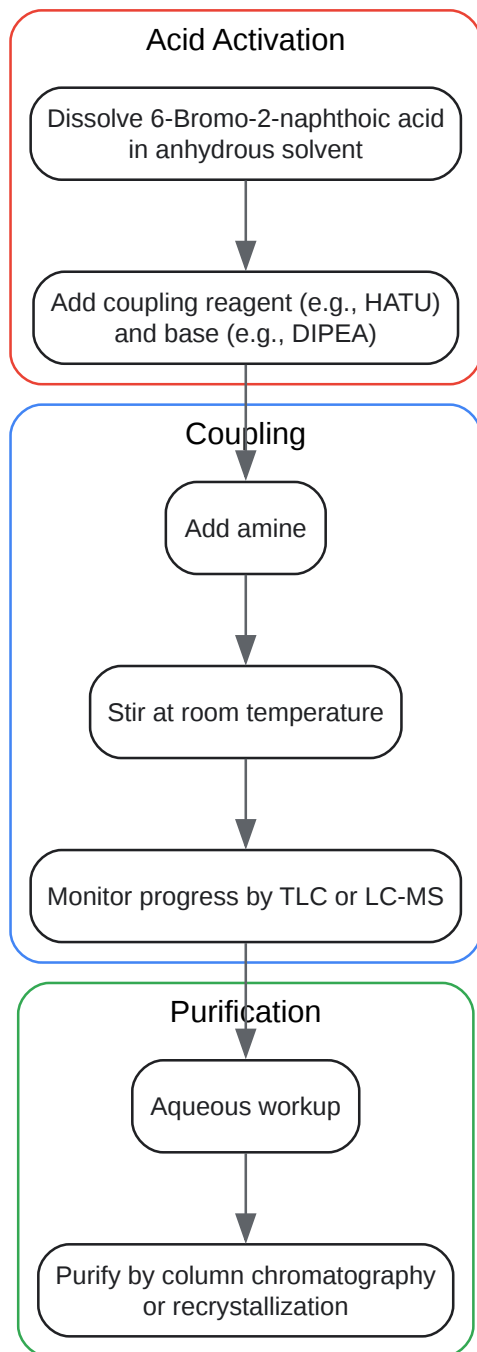 Acid Activation
Dissolve 6-Bromo-2-naphthoic acid
in anhydrous solvent
Add coupling reagent (e.g., HATU)
and base (e.g., DIPEA)
Coupling
Add amine
Stir at room temperature
Monitor progress by TLC or LC-MS
Purification
Aqueous workup
Purify by column chromatography
or recrystallization